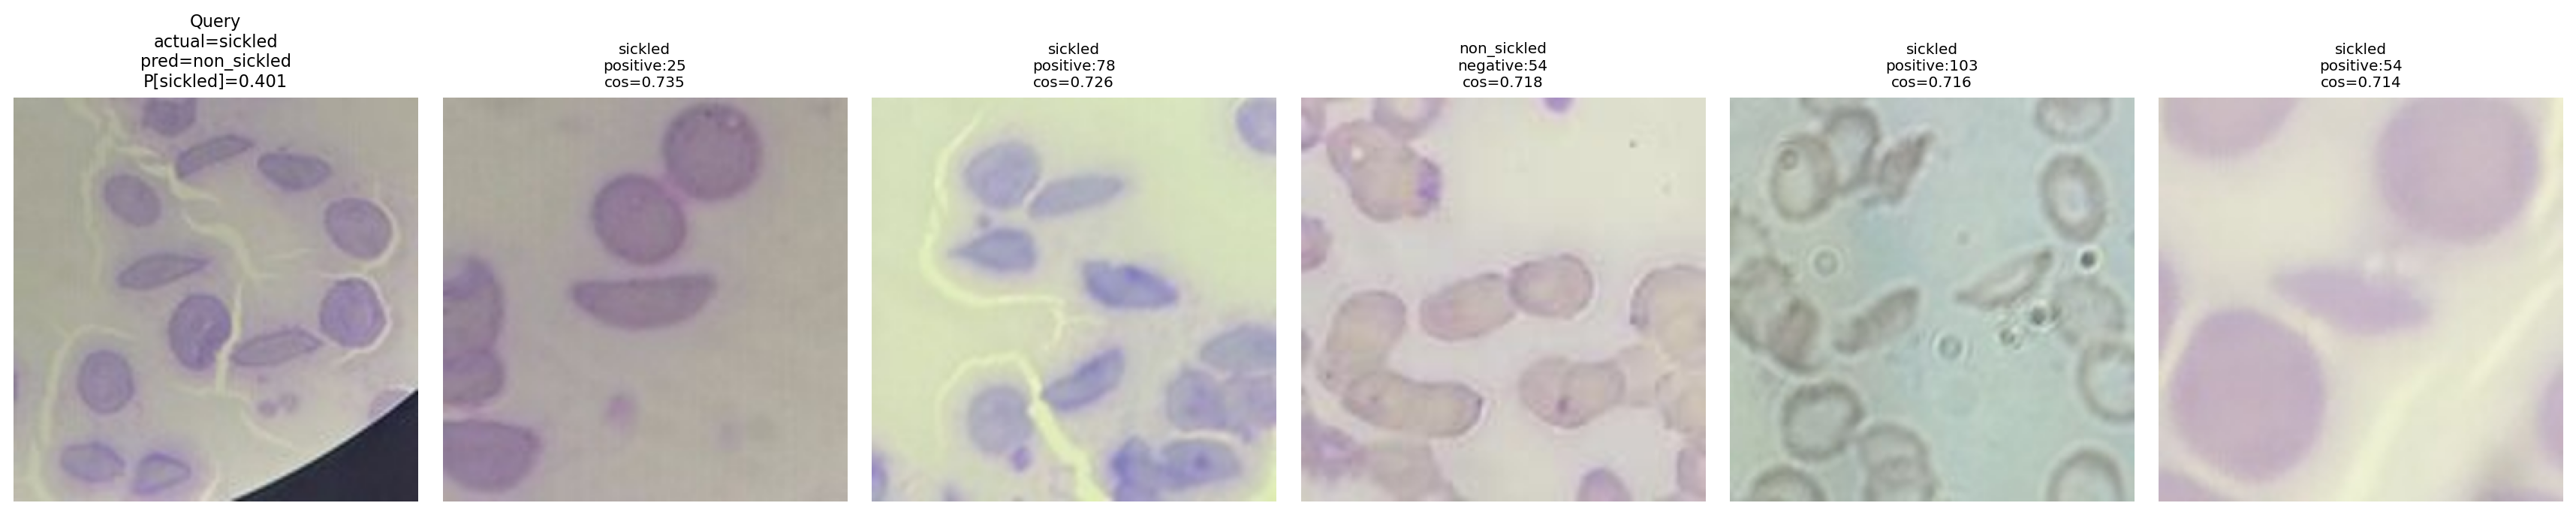 Query
actual=sickled
pred=non_sickled
P[sickled]=0.401
sickled
positive:25
cos=0.735
sickled
positive:78
cos=0.726
non_sickled
negative:54
cos=0.718
sickled
positive:103
cos=0.716
sickled
positive:54
cos=0.714